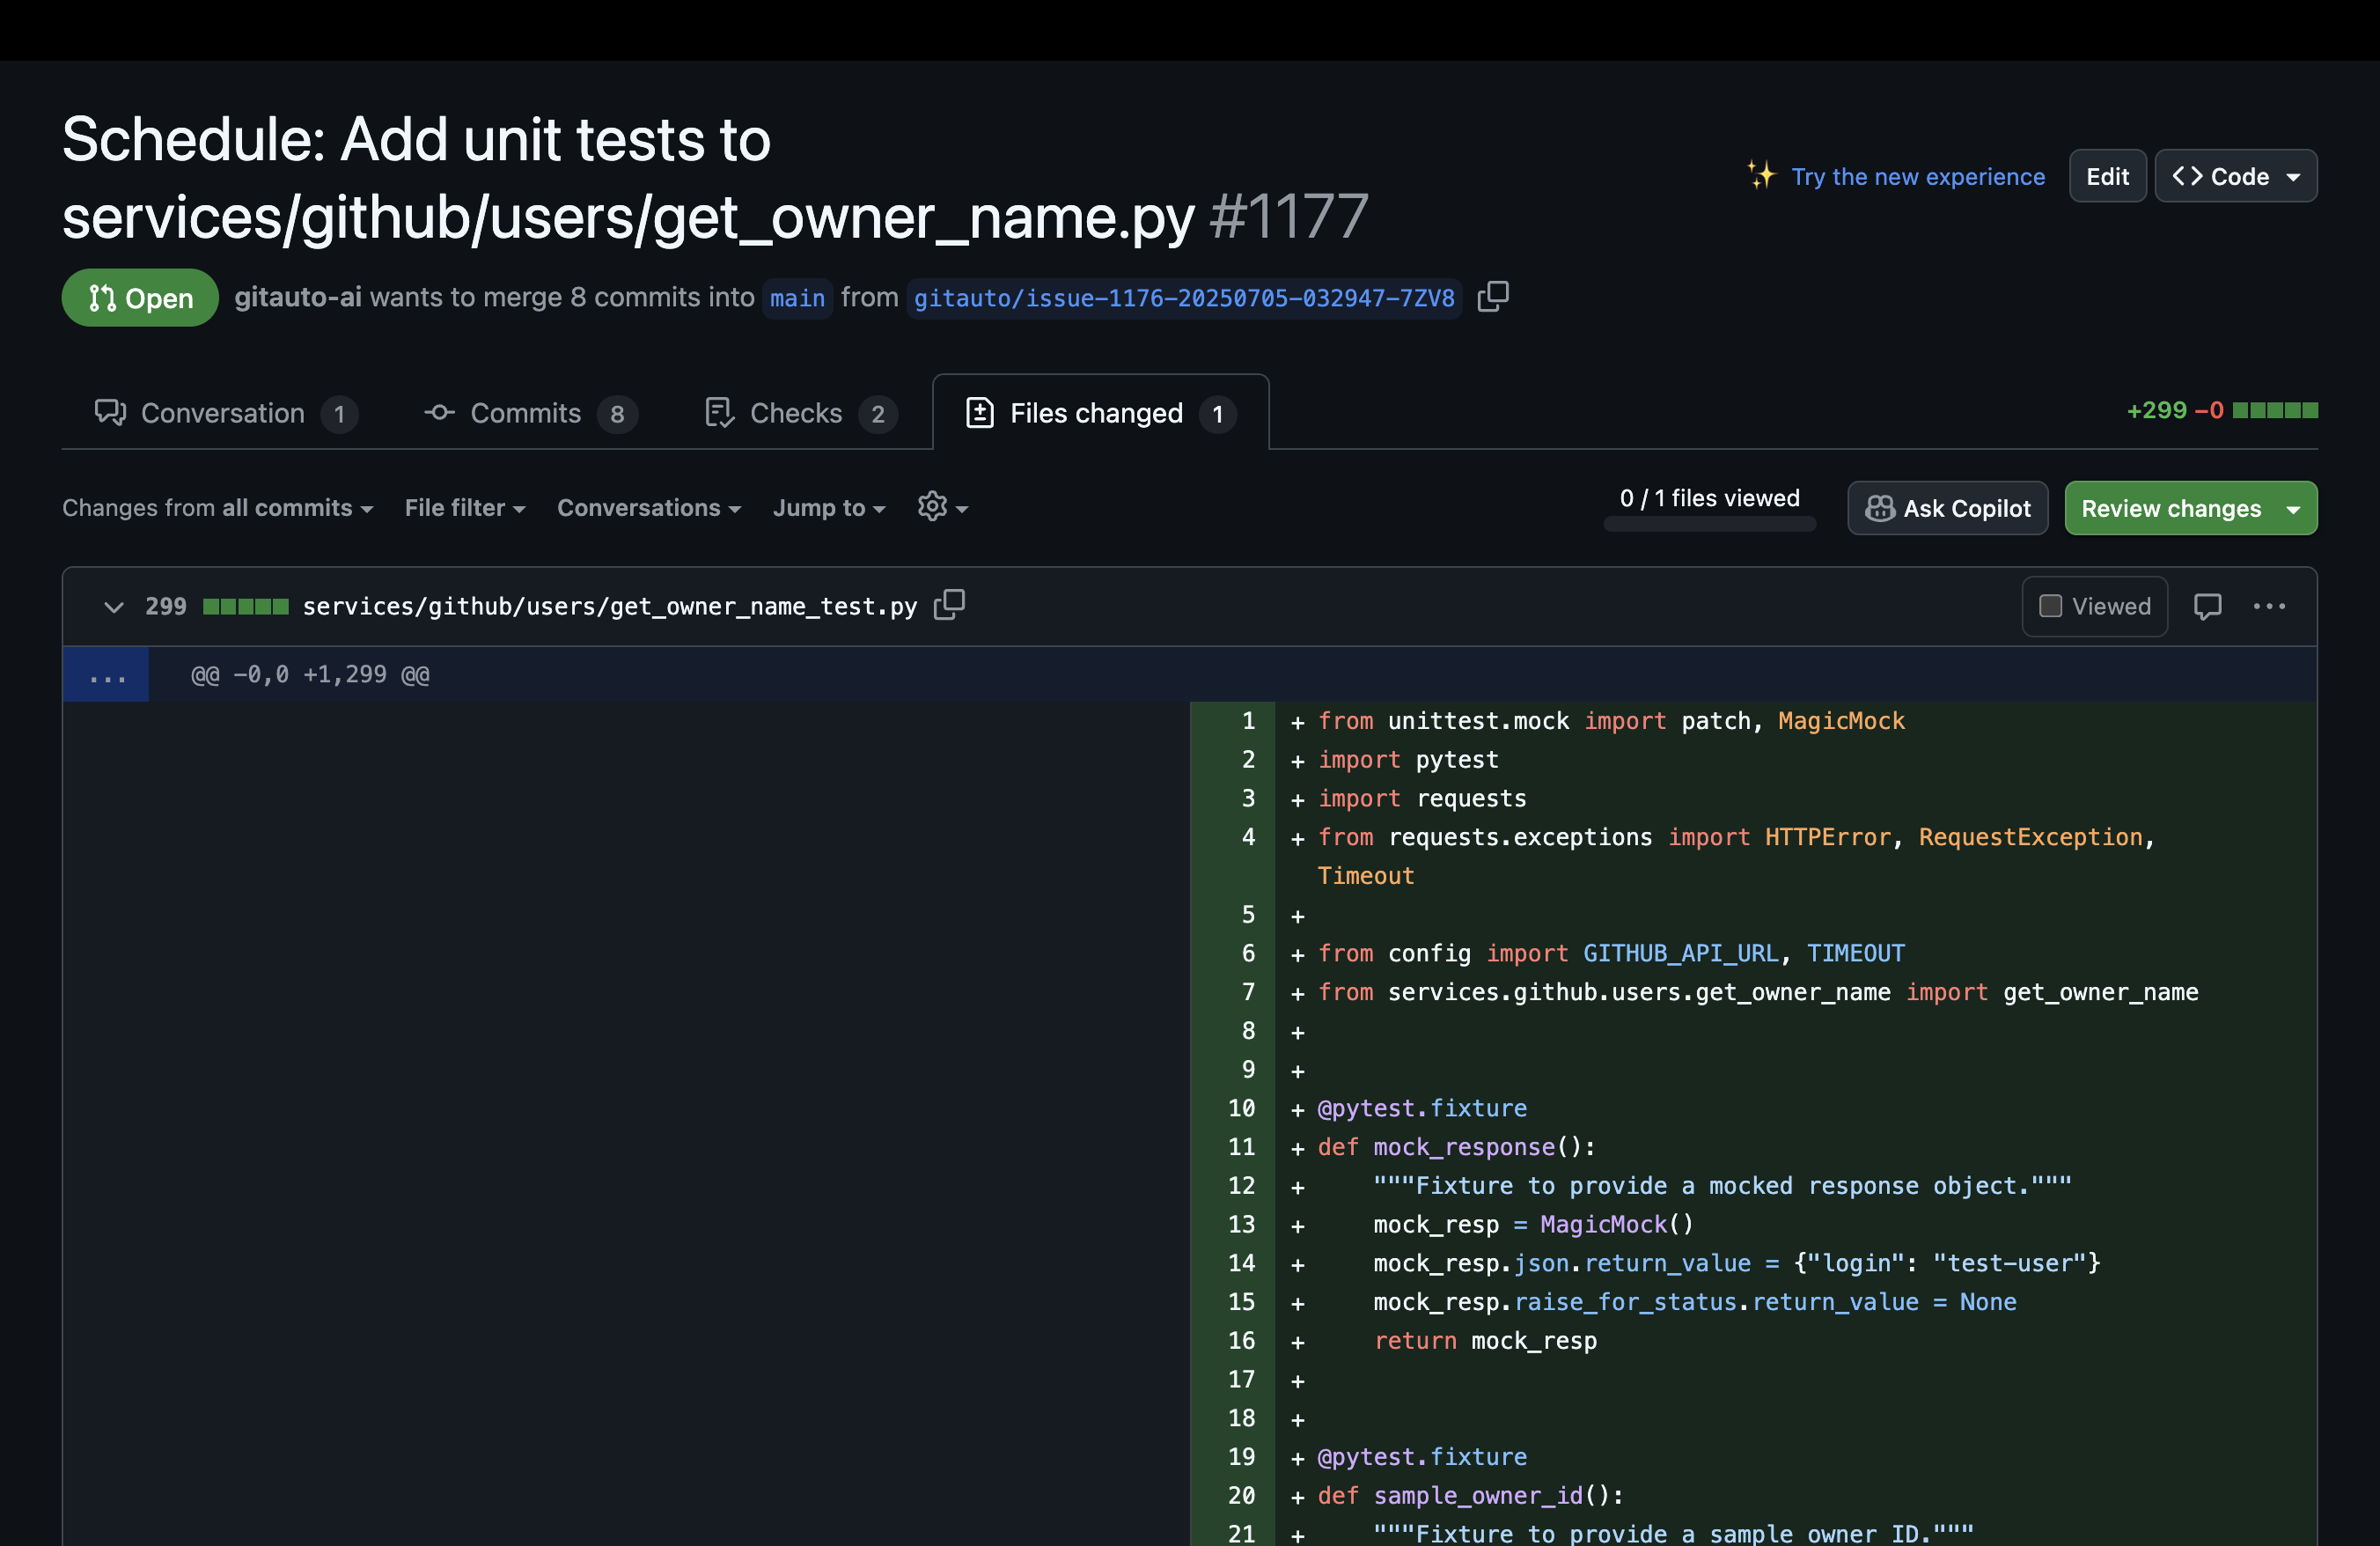 Schedule: Add unit tests to
services/github/users/get_owner_name.py #1177
Try the new experience
Edit
<> Code
Open gitauto-ai wants to merge 8 commits into main from gitauto/issue-1176-20250705-032947-7ZV8
Conversation 1
Commits 8
Checks 2
Files changed 1
+299 −0
Changes from all commits
File filter
Conversations
Jump to
0 / 1 files viewed
Ask Copilot
Review changes
299 services/github/users/get_owner_name_test.py
Viewed
...
@@ -0,0 +1,299 @@
1 + from unittest.mock import patch, MagicMock
2 + import pytest
3 + import requests
4 + from requests.exceptions import HTTPError, RequestException,
Timeout
5 +
6 + from config import GITHUB_API_URL, TIMEOUT
7 + from services.github.users.get_owner_name import get_owner_name
8 +
9 +
10 + @pytest.fixture
11 + def mock_response():
12 +     """Fixture to provide a mocked response object."""
13 +     mock_resp = MagicMock()
14 +     mock_resp.json.return_value = {"login": "test-user"}
15 +     mock_resp.raise_for_status.return_value = None
16 +     return mock_resp
17 +
18 +
19 + @pytest.fixture
20 + def sample_owner_id():
21 +     """Fixture to provide a sample owner ID."""